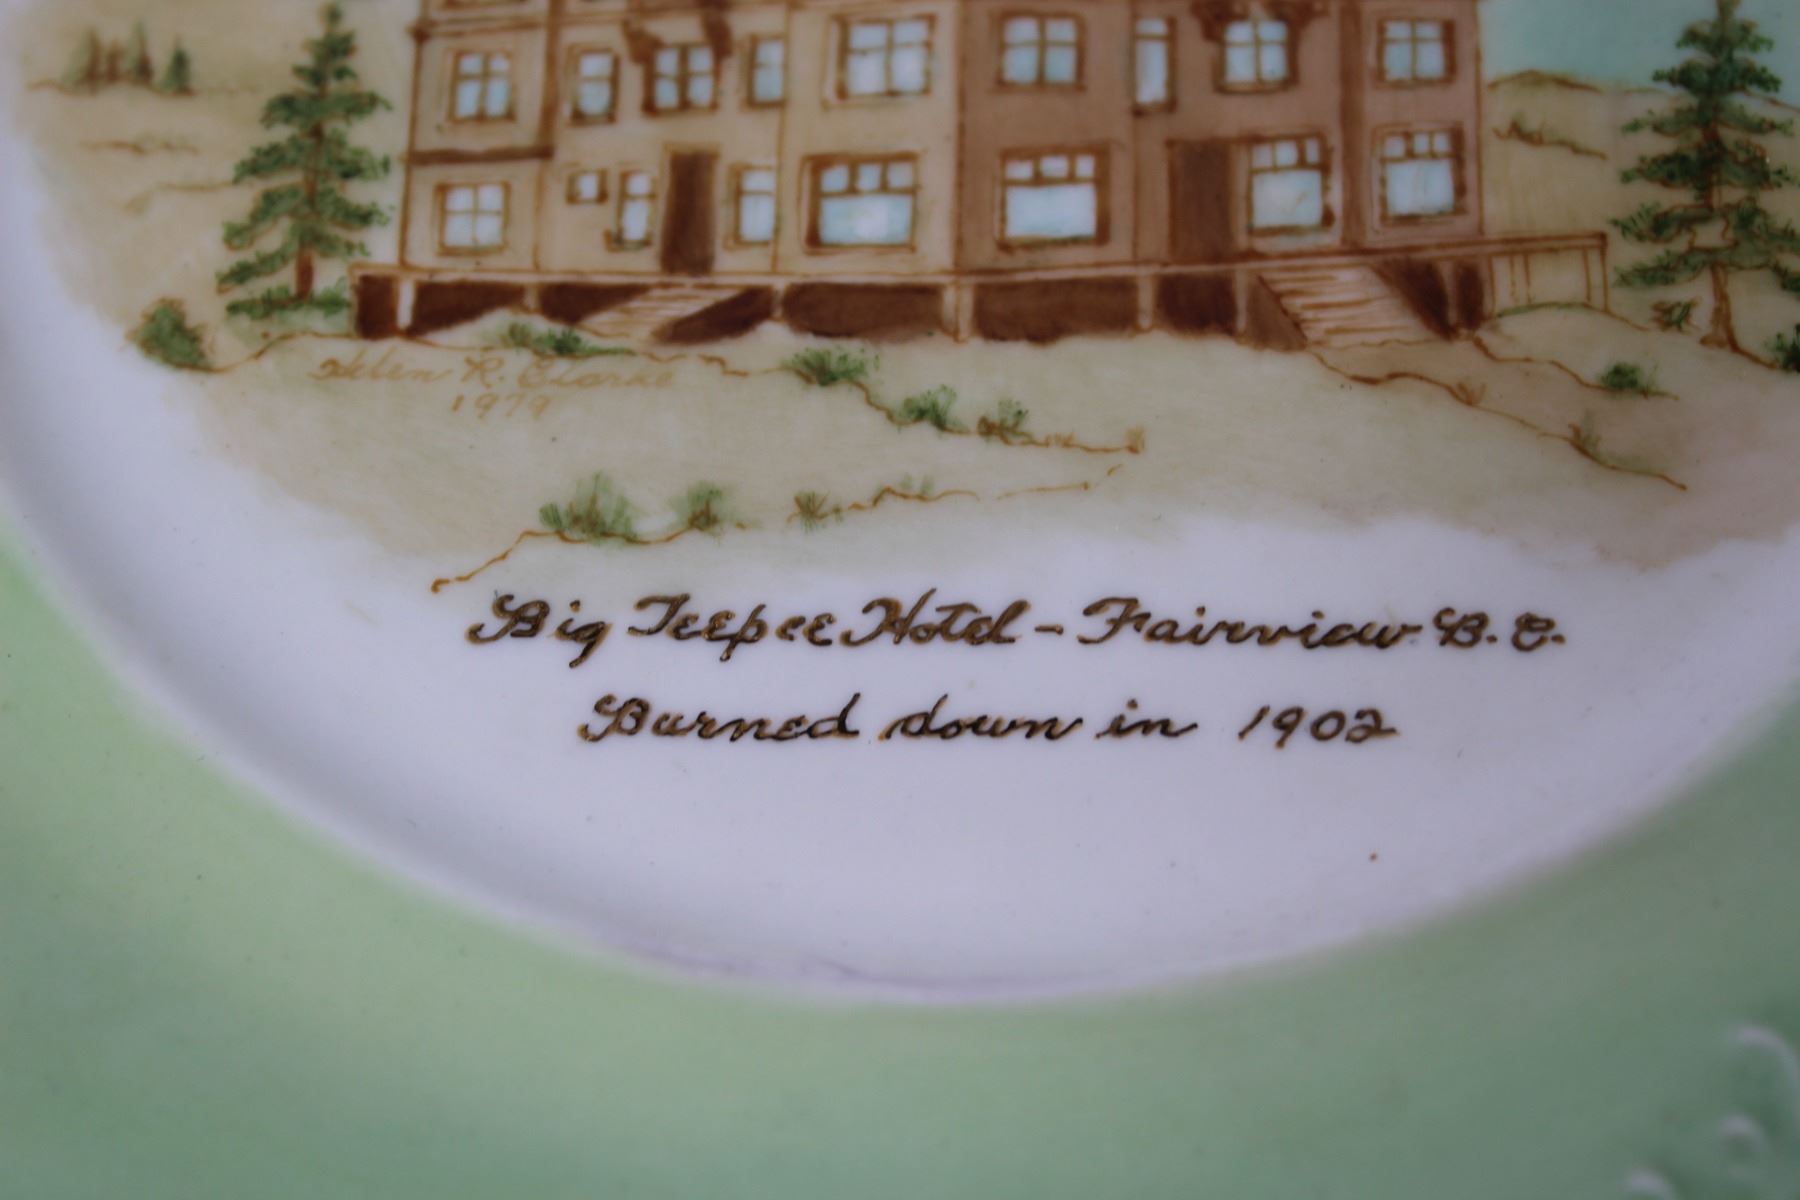 Helen R. Clarke
1979
Big Teepee Hotel - Fairview B.C.
Burned down in 1902